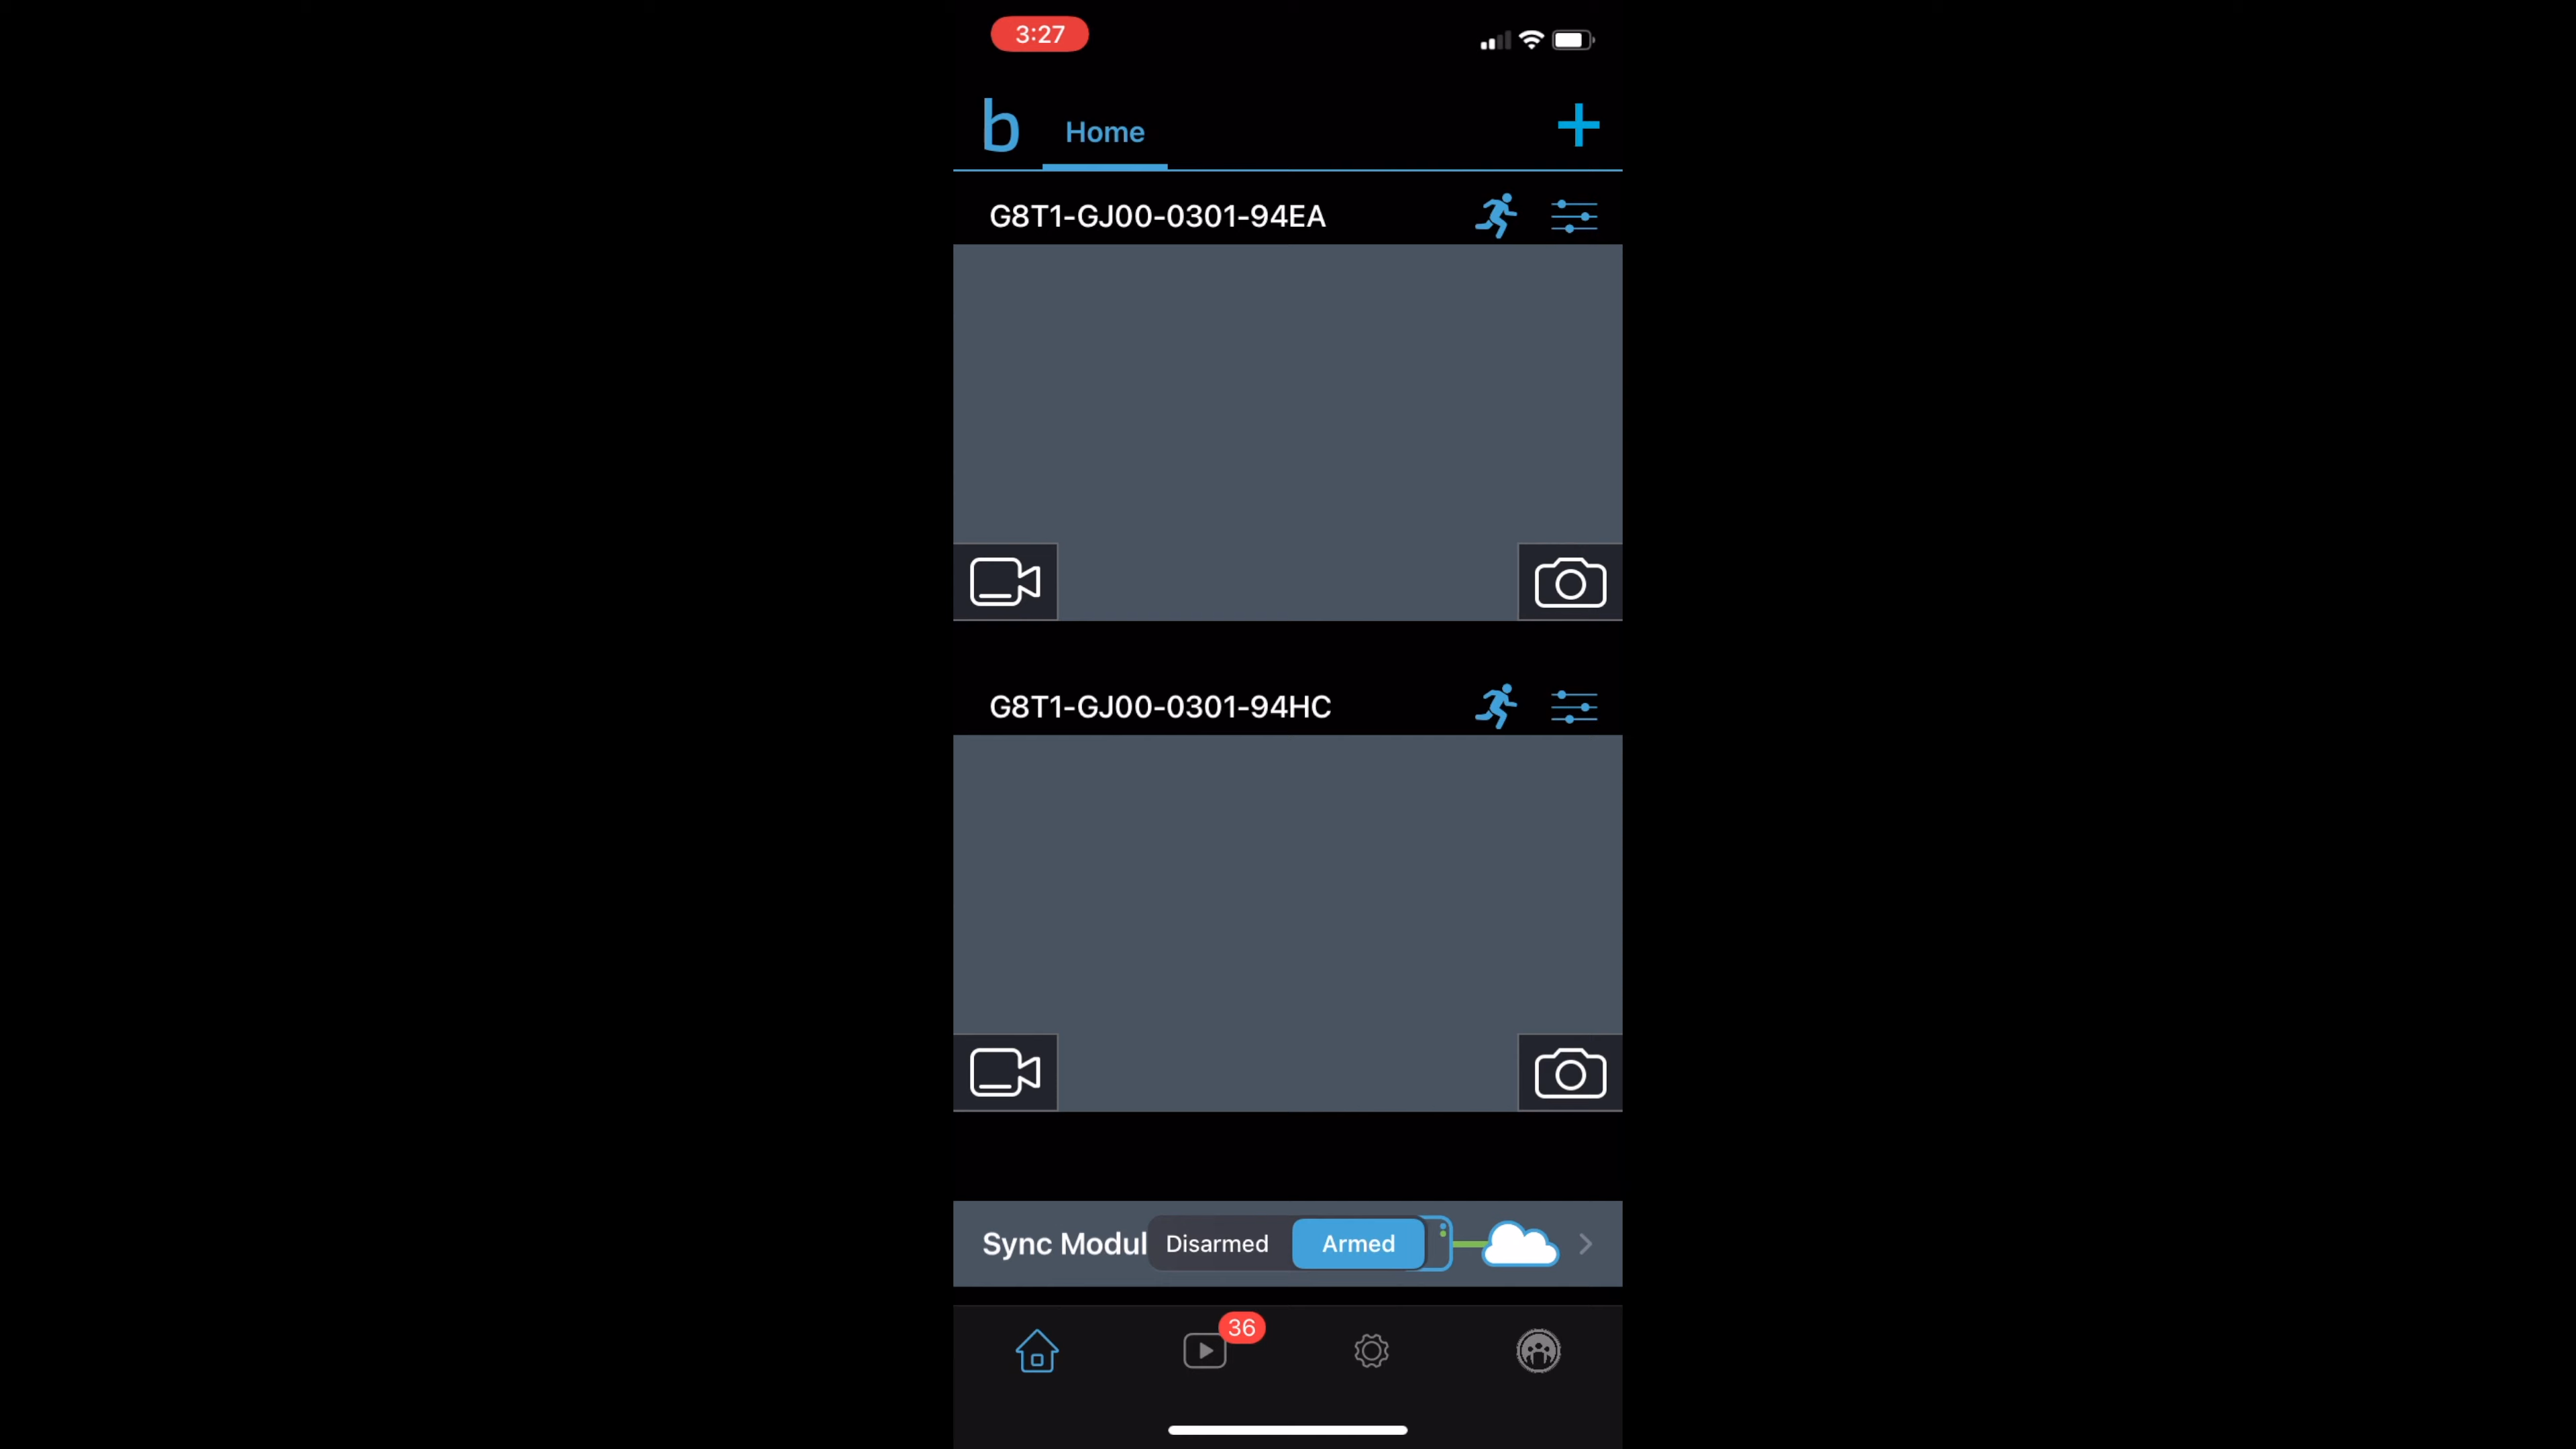 3:27
b Home
G8T1-GJ00-0301-94EA
G8T1-GJ00-0301-94HC
Sync Modul Disarmed Armed
36